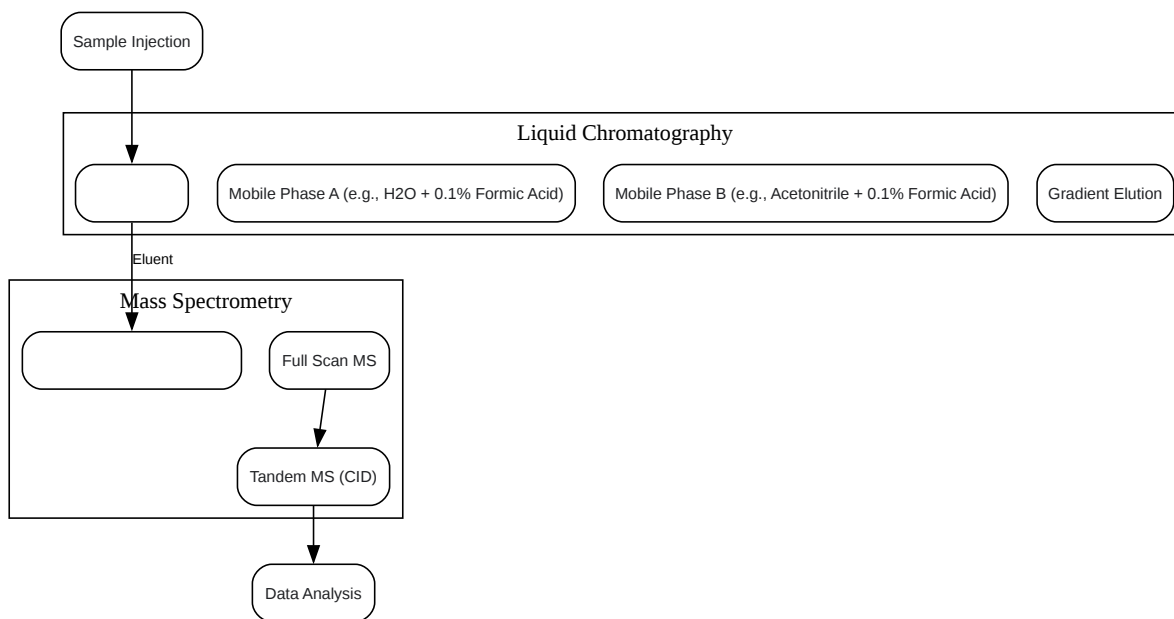 Sample Injection
Liquid Chromatography
Mobile Phase A (e.g., H2O + 0.1% Formic Acid)
Mobile Phase B (e.g., Acetonitrile + 0.1% Formic Acid)
Gradient Elution
Eluent
Mass Spectrometry
Full Scan MS
Tandem MS (CID)
Data Analysis